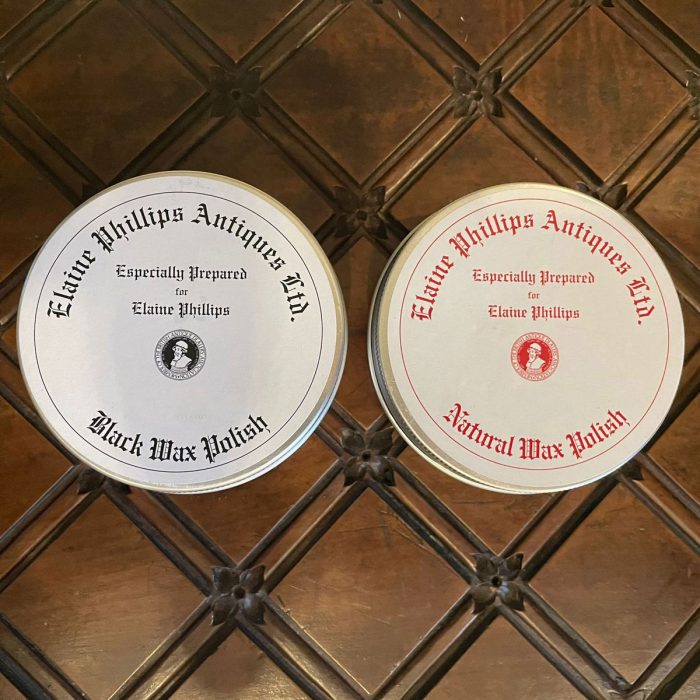 Elaine Phillips Antiques Ltd.
Especially Prepared
for
Elaine Phillips
Black Wax Polish
Elaine Phillips Antiques Ltd.
Especially Prepared
for
Elaine Phillips
Natural Wax Polish